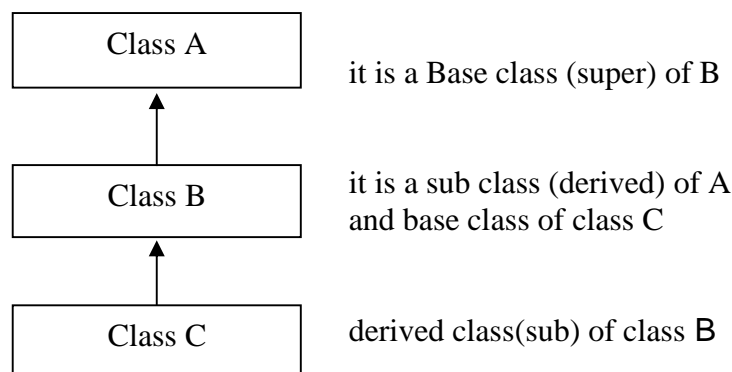 Class A
it is a Base class (super) of B
Class B
it is a sub class (derived) of A
and base class of class C
Class C
derived class(sub) of class B